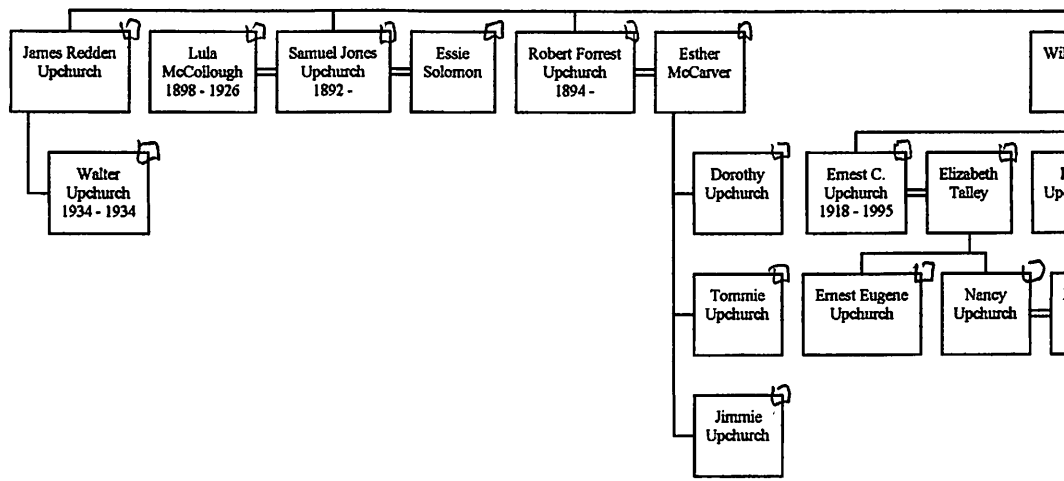 James Redden
Upchurch
Lula
McCollough
1898 - 1926
Samuel Jones
Upchurch
1892 -
Essie
Solomon
Robert Forrest
Upchurch
1894 -
Esther
McCarver
Walter
Upchurch
1934 - 1934
Dorothy
Upchurch
Ernest C.
Upchurch
1918 - 1995
Elizabeth
Talley
Tommie
Upchurch
Ernest Eugene
Upchurch
Nancy
Upchurch
Jimmie
Upchurch